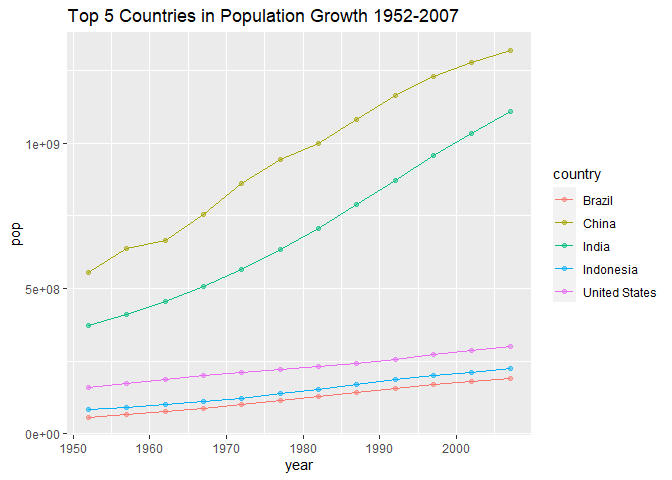 Top 5 Countries in Population Growth 1952-2007
1e+09
5e+08
0e+00
pop
1950 1960 1970 1980 1990 2000
year
country
Brazil
China
India
Indonesia
United States